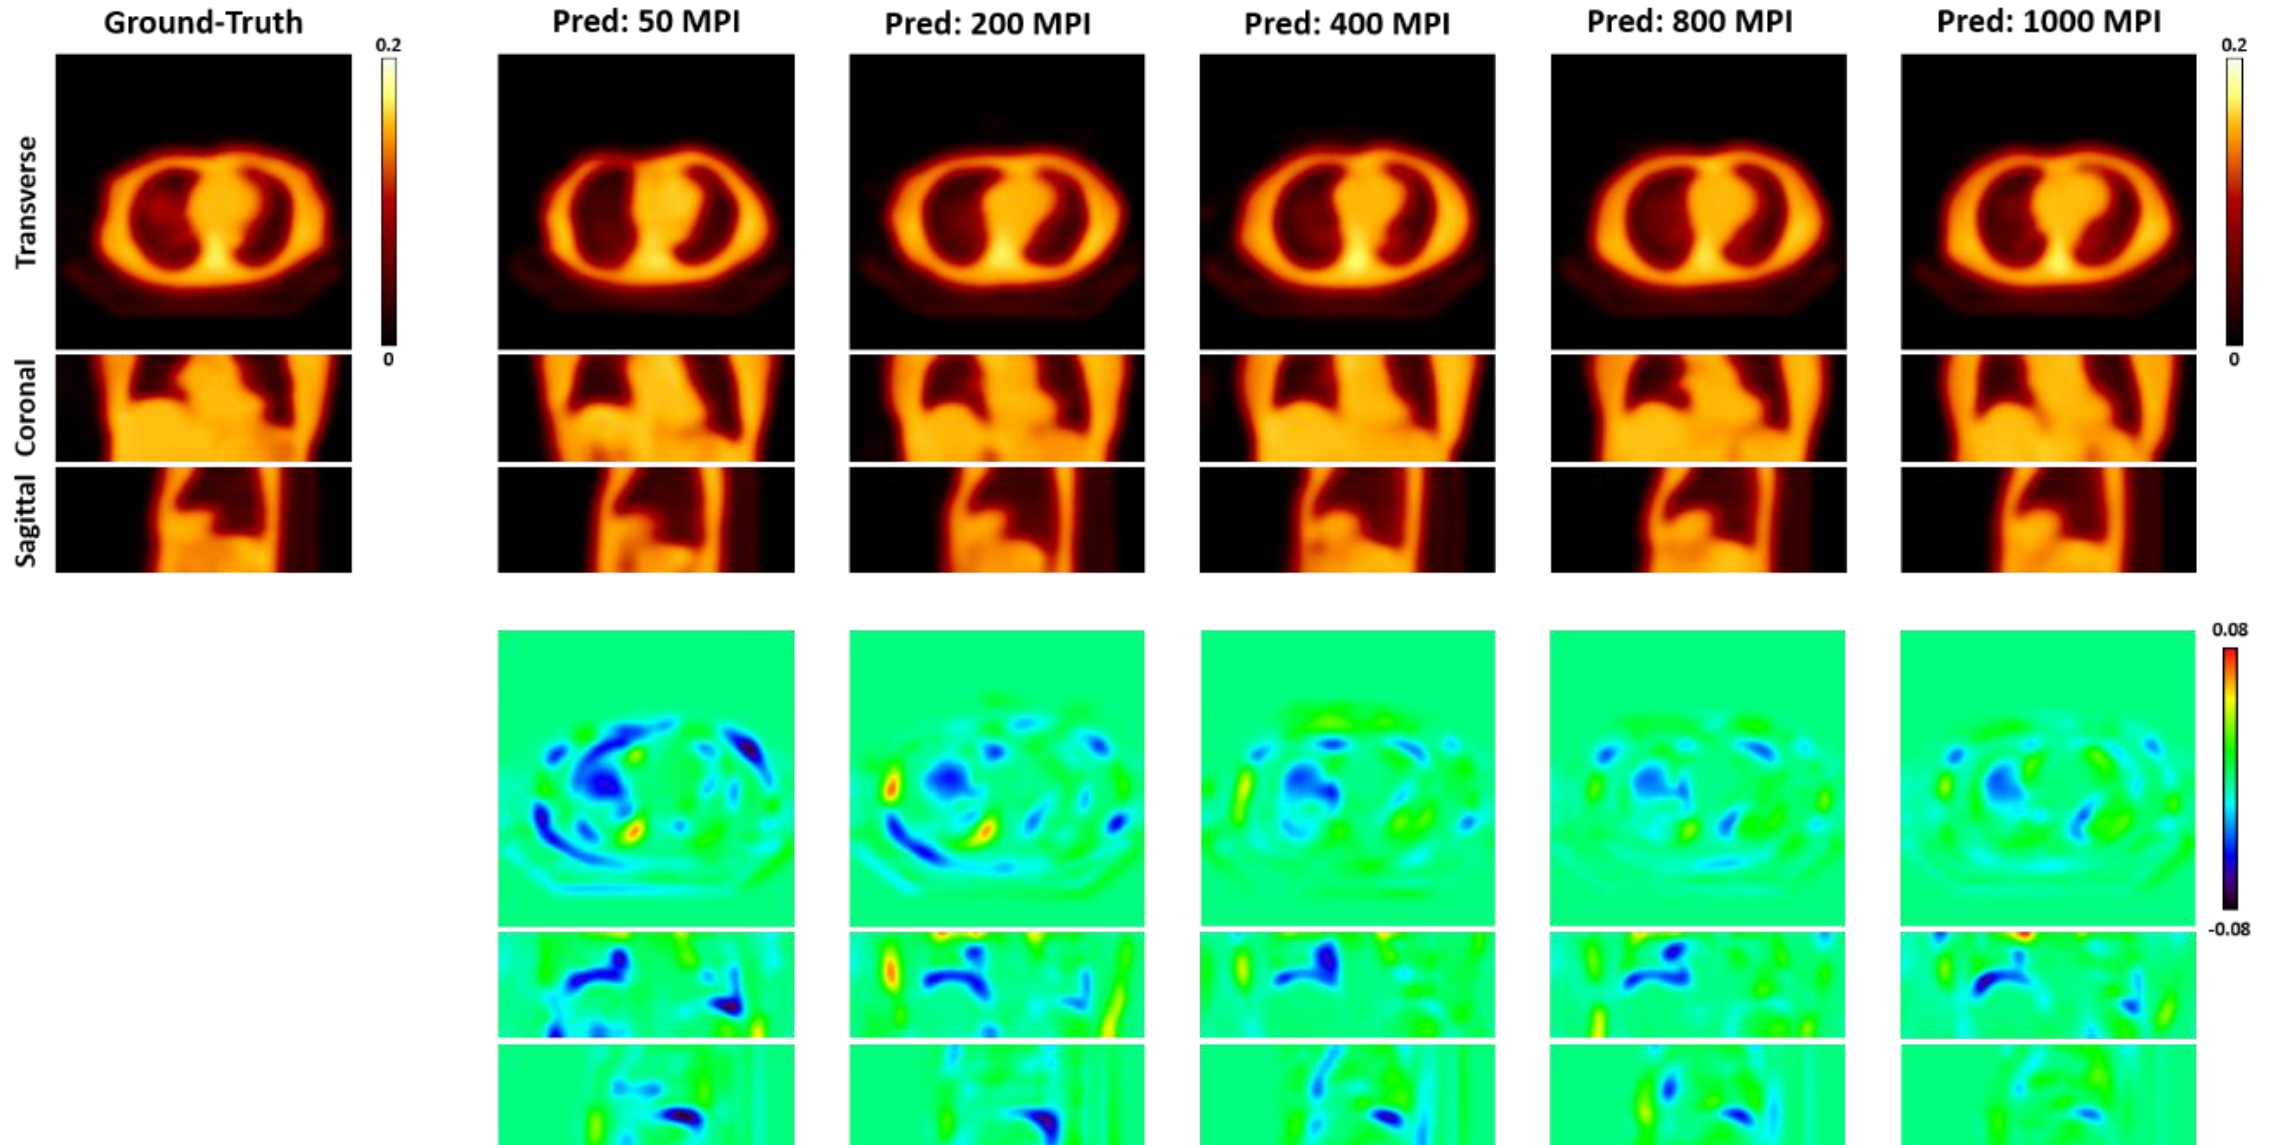 Ground-Truth
Pred: 50 MPI
Pred: 200 MPI
Pred: 400 MPI
Pred: 800 MPI
Pred: 1000 MPI
0.2
0.2
Transverse
0
0
Coronal
Sagittal
0.08
-0.08